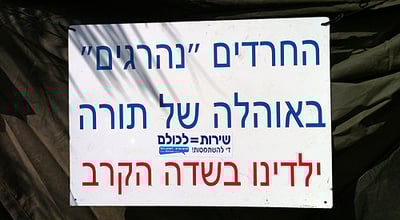 החרדים "נהרגים"
באוהלה של תורה
שירות=לכולם
די להשתמטות!
ילדינו בשדה הקרב